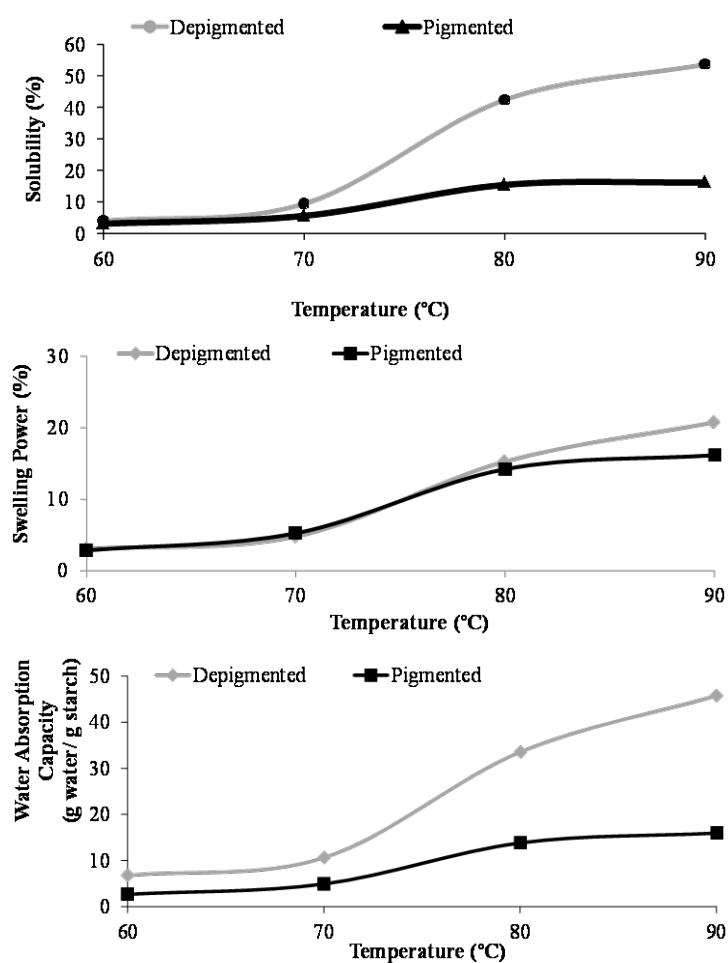 Depigmented Pigmented
60
50
40
30
20
10
0
Solubility (%)
60 70 80 90
Temperature (°C)
Depigmented Pigmented
30
20
10
0
Swelling Power (%)
60 70 80 90
Temperature (°C)
Depigmented Pigmented
50
40
30
20
10
0
Water Absorption
Capacity
(g water/ g starch)
60 70 80 90
Temperature (°C)